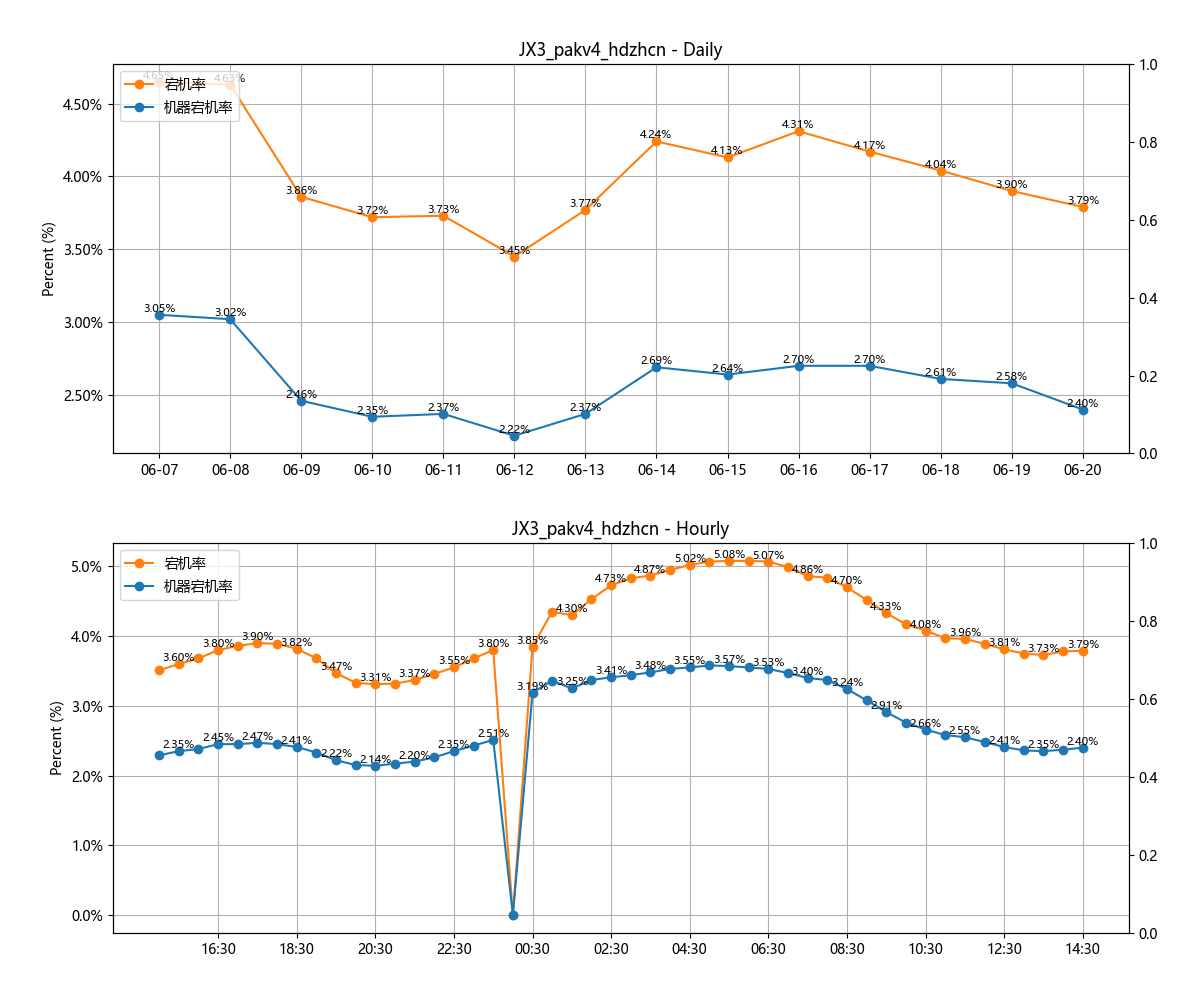 JX3_pakv4_hdzhcn - Daily
宕机率
机器宕机率
Percent (%)
4.50%
4.00%
3.50%
3.00%
2.50%
1.0
0.8
0.6
0.4
0.2
0.0
4.65% 4.63% 3.86% 3.72% 3.73% 3.45% 3.77% 4.24% 4.13% 4.31% 4.17% 4.04% 3.90% 3.79%
3.05% 3.02% 2.46% 2.35% 2.37% 2.22% 2.37% 2.69% 2.64% 2.70% 2.70% 2.61% 2.58% 2.40%
06-07 06-08 06-09 06-10 06-11 06-12 06-13 06-14 06-15 06-16 06-17 06-18 06-19 06-20
JX3_pakv4_hdzhcn - Hourly
宕机率
机器宕机率
Percent (%)
5.0%
4.0%
3.0%
2.0%
1.0%
0.0%
1.0
0.8
0.6
0.4
0.2
0.0
3.60% 3.80% 3.90% 3.82% 3.47% 3.31% 3.37% 3.55% 3.80% 3.85% 4.30% 4.73% 4.87% 5.02% 5.08% 5.07% 4.86% 4.70% 4.33% 4.08% 3.96% 3.81% 3.73% 3.79%
2.35% 2.45% 2.47% 2.41% 2.22% 2.14% 2.20% 2.35% 2.51% 3.19% 3.25% 3.41% 3.48% 3.55% 3.57% 3.53% 3.40% 3.24% 2.91% 2.66% 2.55% 2.41% 2.35% 2.40%
16:30 18:30 20:30 22:30 00:30 02:30 04:30 06:30 08:30 10:30 12:30 14:30